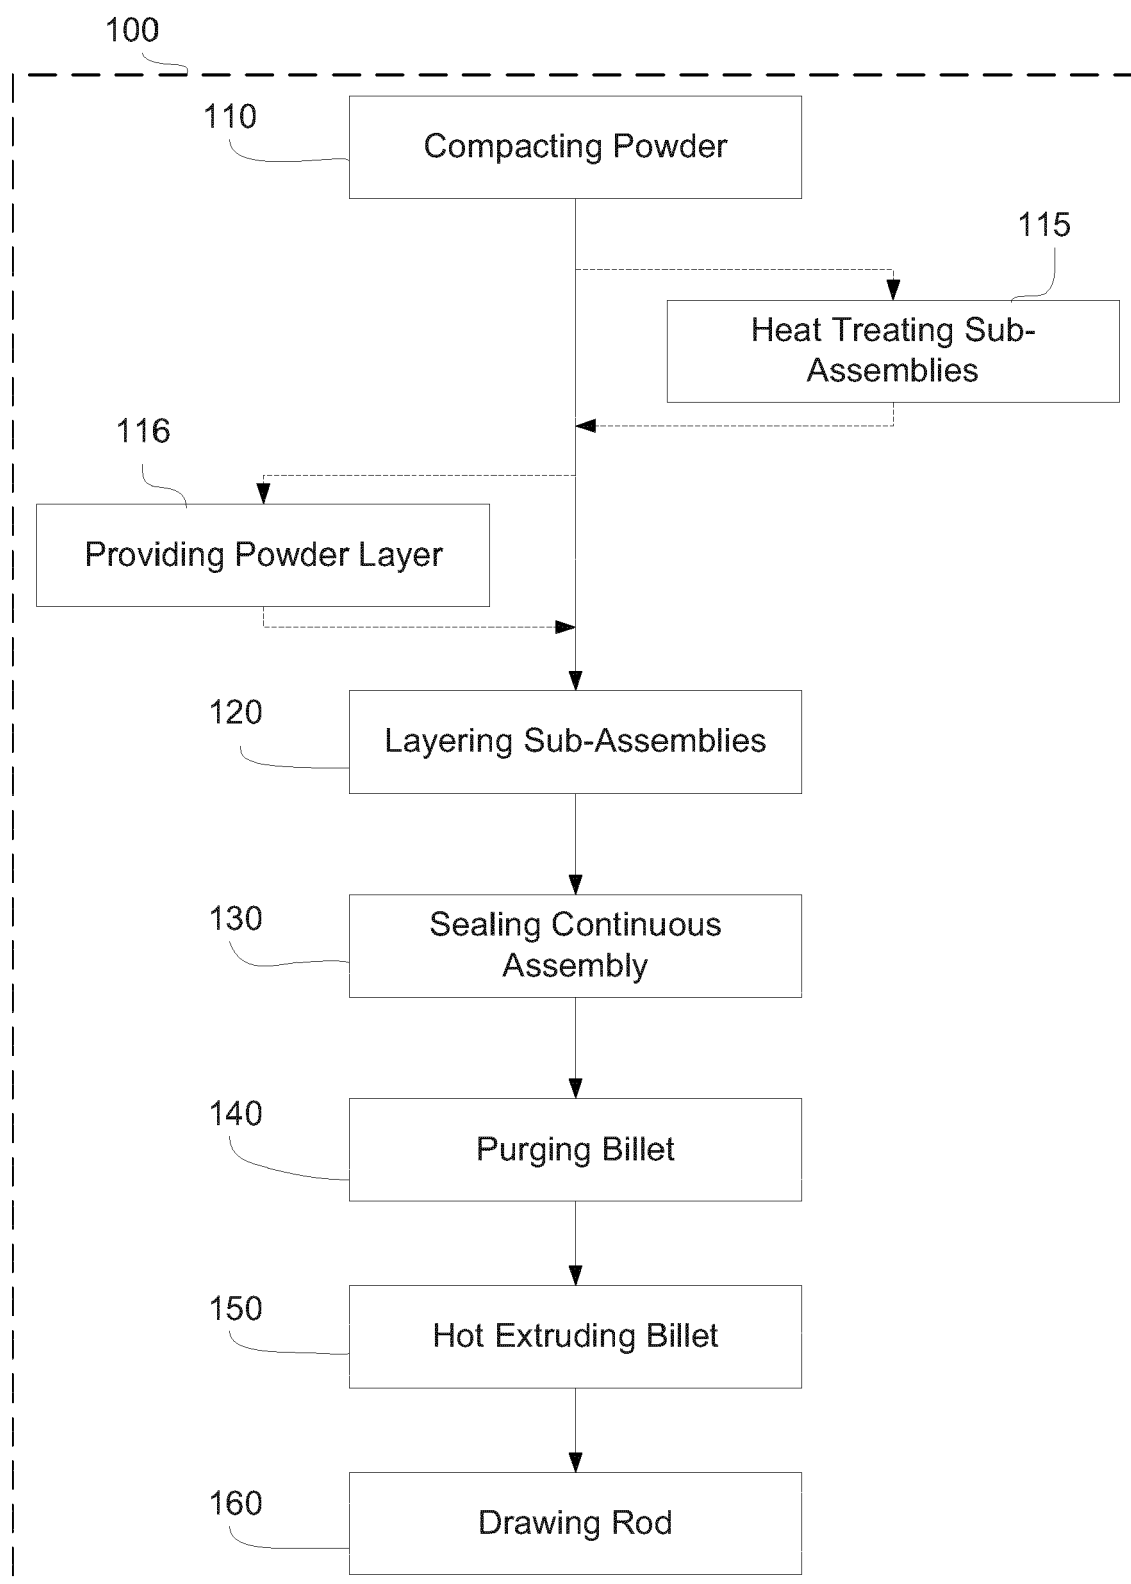 100
110
Compacting Powder
115
Heat Treating Sub-
Assemblies
116
Providing Powder Layer
120
Layering Sub-Assemblies
130
Sealing Continuous
Assembly
140
Purging Billet
150
Hot Extruding Billet
160
Drawing Rod